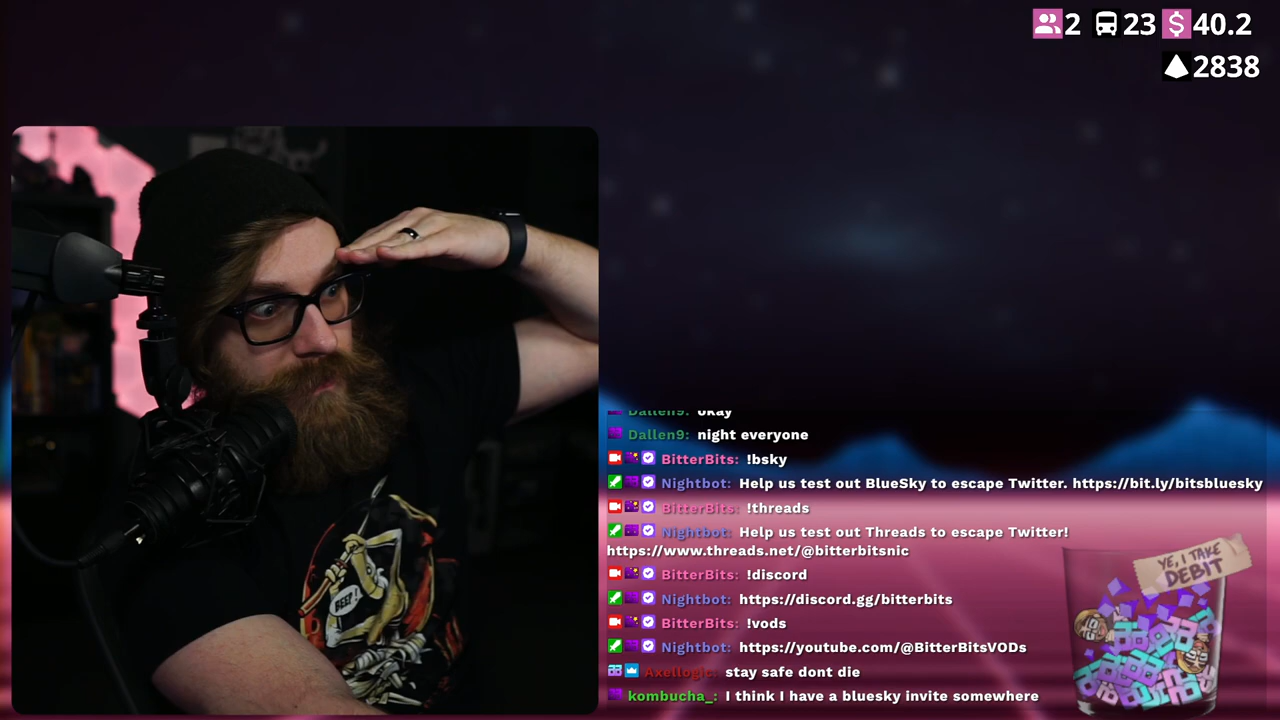 2 23 $ 40.2
2838
Dallen9: okay
Dallen9: night everyone
BitterBits: !bsky
Nightbot: Help us test out BlueSky to escape Twitter. https://bit.ly/bitsbluesky
BitterBits: !threads
Nightbot: Help us test out Threads to escape Twitter!
https://www.threads.net/@bitterbitsnic
BitterBits: !discord
Nightbot: https://discord.gg/bitterbits
BitterBits: !vods
Nightbot: https://youtube.com/@BitterBitsVODs
Axellogic: stay safe dont die
kombucha_: I think I have a bluesky invite somewhere
YE, I TAKE
DEBIT